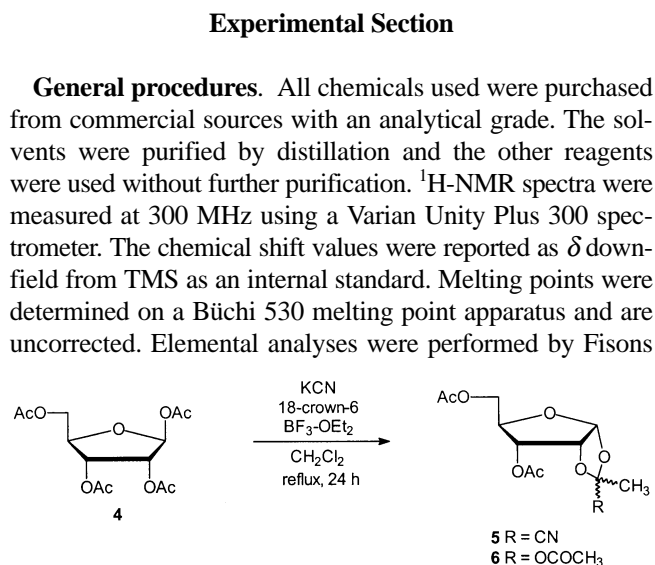 Experimental Section
General procedures. All chemicals used were purchased
from commercial sources with an analytical grade. The sol-
vents were purified by distillation and the other reagents
were used without further purification. ¹H-NMR spectra were
measured at 300 MHz using a Varian Unity Plus 300 spec-
trometer. The chemical shift values were reported as δ down-
field from TMS as an internal standard. Melting points were
determined on a Büchi 530 melting point apparatus and are
uncorrected. Elemental analyses were performed by Fisons
AcO
O
OAc
OAc
OAc
4
KCN
18-crown-6
BF₃-OEt₂
CH₂Cl₂
reflux, 24 h
AcO
O
OAc
O
O
CH₃
R
5 R = CN
6 R = OCOCH₃